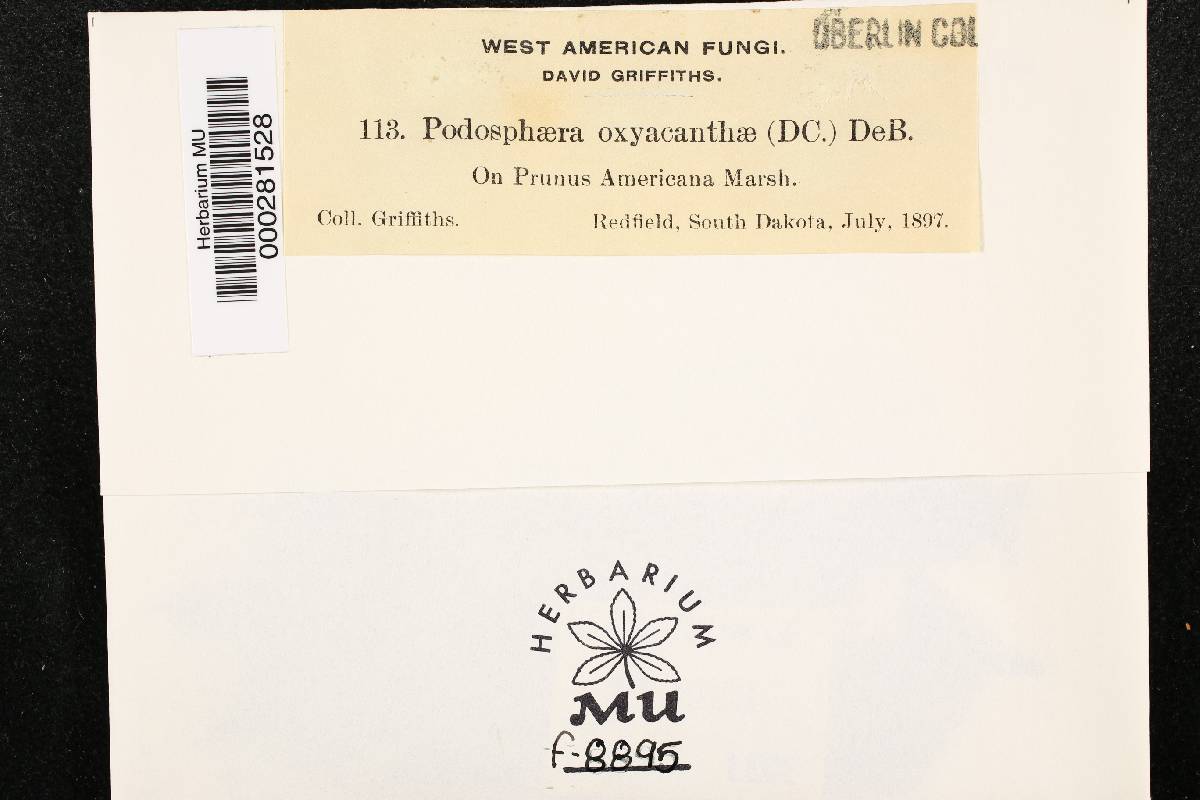 OBERLIN COL
WEST AMERICAN FUNGI.
DAVID GRIFFITHS.
113. Podosphæra oxyacanthæ (DC.) DeB.
On Prunus Americana Marsh.
Coll. Griffiths. Redfield, South Dakota, July, 1897.
Herbarium MU
000281528
HERBARIUM
MU
f-8895